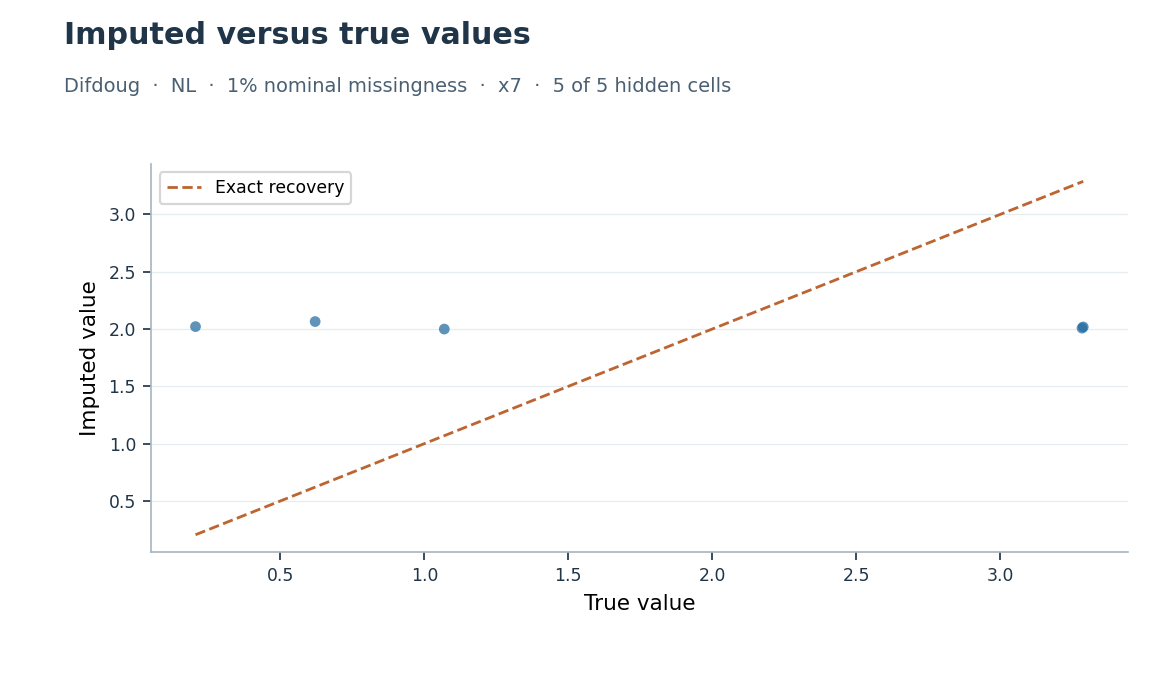 Imputed versus true values
Difdoug · NL · 1% nominal missingness · x7 · 5 of 5 hidden cells
Exact recovery
3.0
2.5
2.0
1.5
1.0
0.5
Imputed value
0.5 1.0 1.5 2.0 2.5 3.0
True value